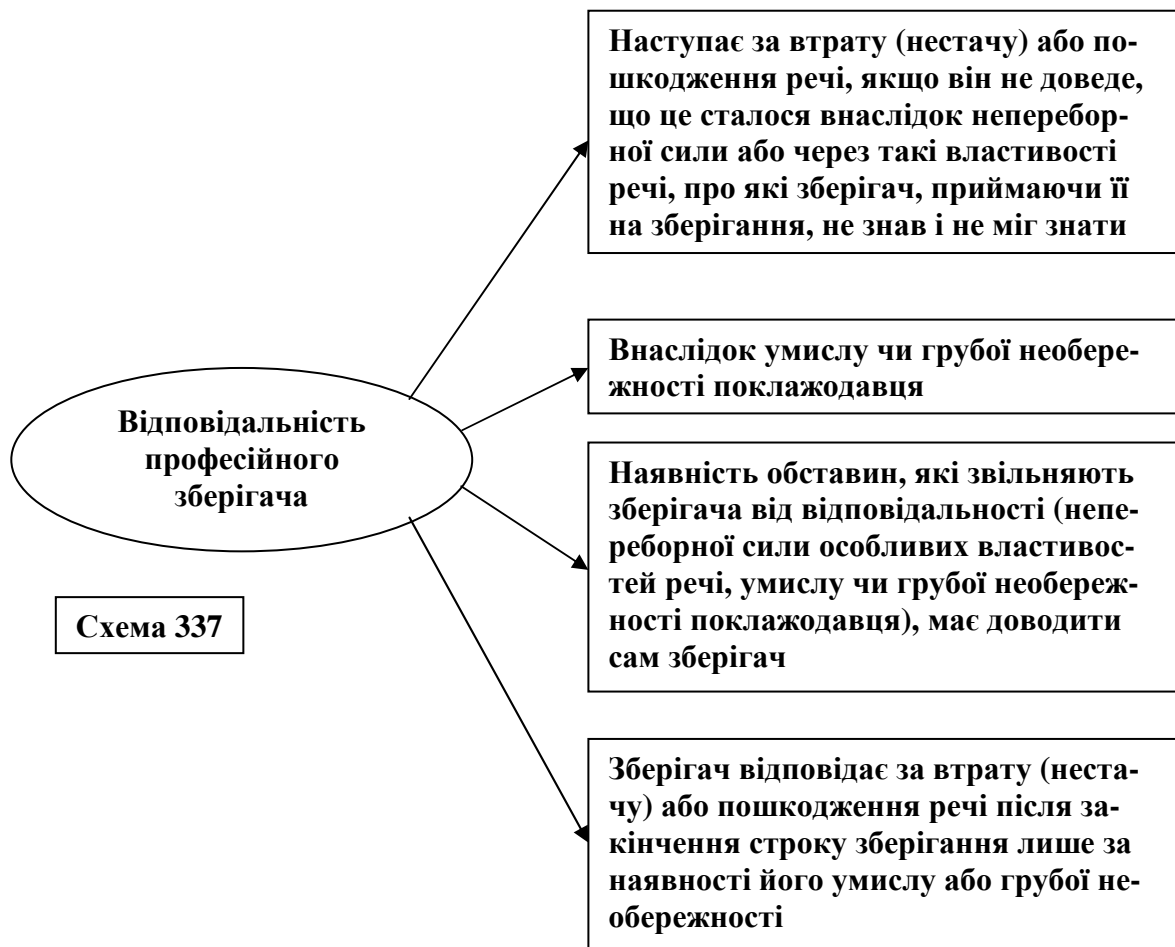 Наступає за втрату (нестачу) або по-
шкодження речі, якщо він не доведе,
що це сталося внаслідок неперебор-
ної сили або через такі властивості
речі, про які зберігач, приймаючи її
на зберігання, не знав і не міг знати
Внаслідок умислу чи грубої необереж-
ності поклажодавця
Відповідальність
професійного
зберігача
Наявність обставин, які звільняють
зберігача від відповідальності (непе-
реборної сили особливих властивос-
тей речі, умислу чи грубої необереж-
ності поклажодавця), має доводити
сам зберігач
Схема 337
Зберігач відповідає за втрату (неста-
чу) або пошкодження речі після за-
кінчення строку зберігання лише за
наявності його умислу або грубої не-
обережності